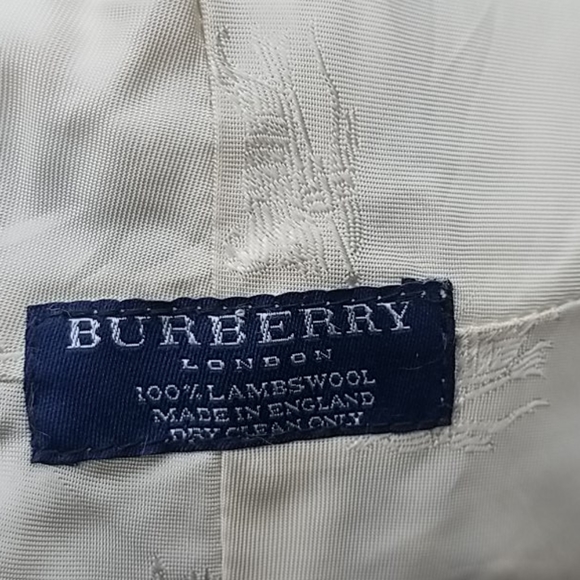 BURBERRY
LONDON
100% LAMBSWOOL
MADE IN ENGLAND
DRY CLEAN ONLY